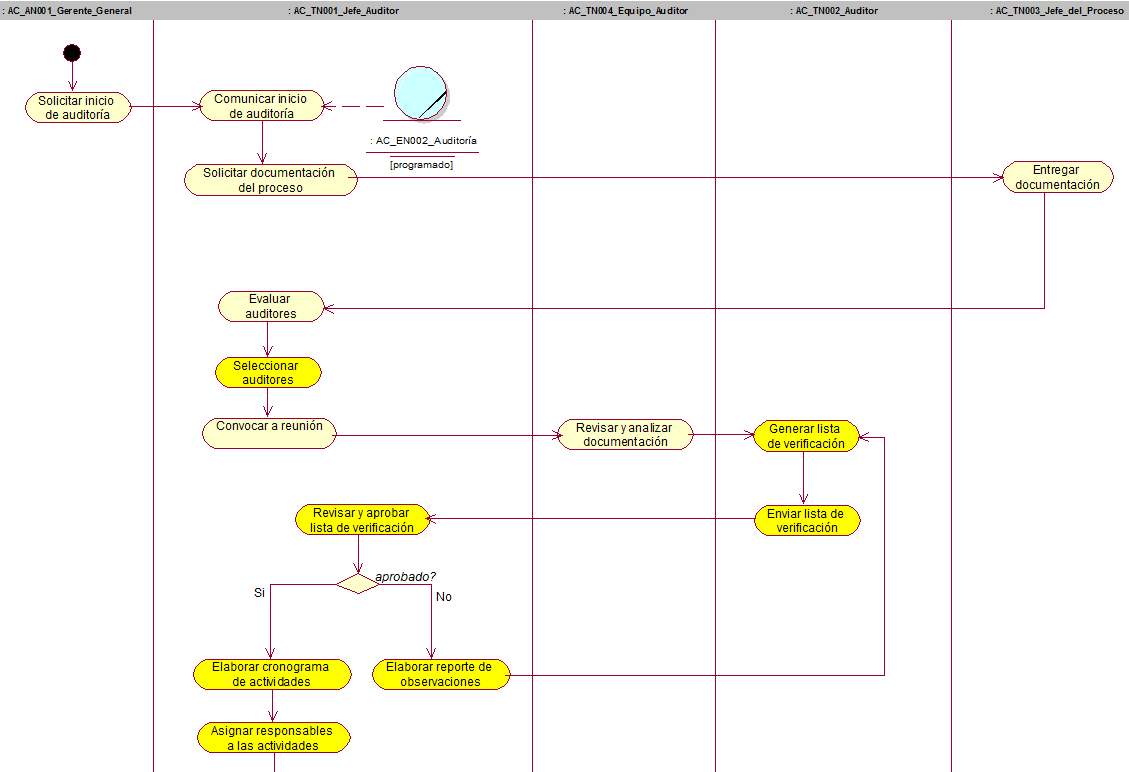 : AC_AN001_Gerente_General
: AC_TN001_Jefe_Auditor
: AC_TN004_Equipo_Auditor
: AC_TN002_Auditor
: AC_TN003_Jefe_del_Proceso
Solicitar inicio
de auditoría
Comunicar inicio
de auditoría
: AC_EN002_Auditoría
[programado]
Solicitar documentación
del proceso
Entregar
documentación
Evaluar
auditores
Seleccionar
auditores
Convocar a reunión
Revisar y analizar
documentación
Generar lista
de verificación
Revisar y aprobar
lista de verificación
Enviar lista de
verificación
aprobado?
Si
No
Elaborar cronograma
de actividades
Elaborar reporte de
observaciones
Asignar responsables
a las actividades